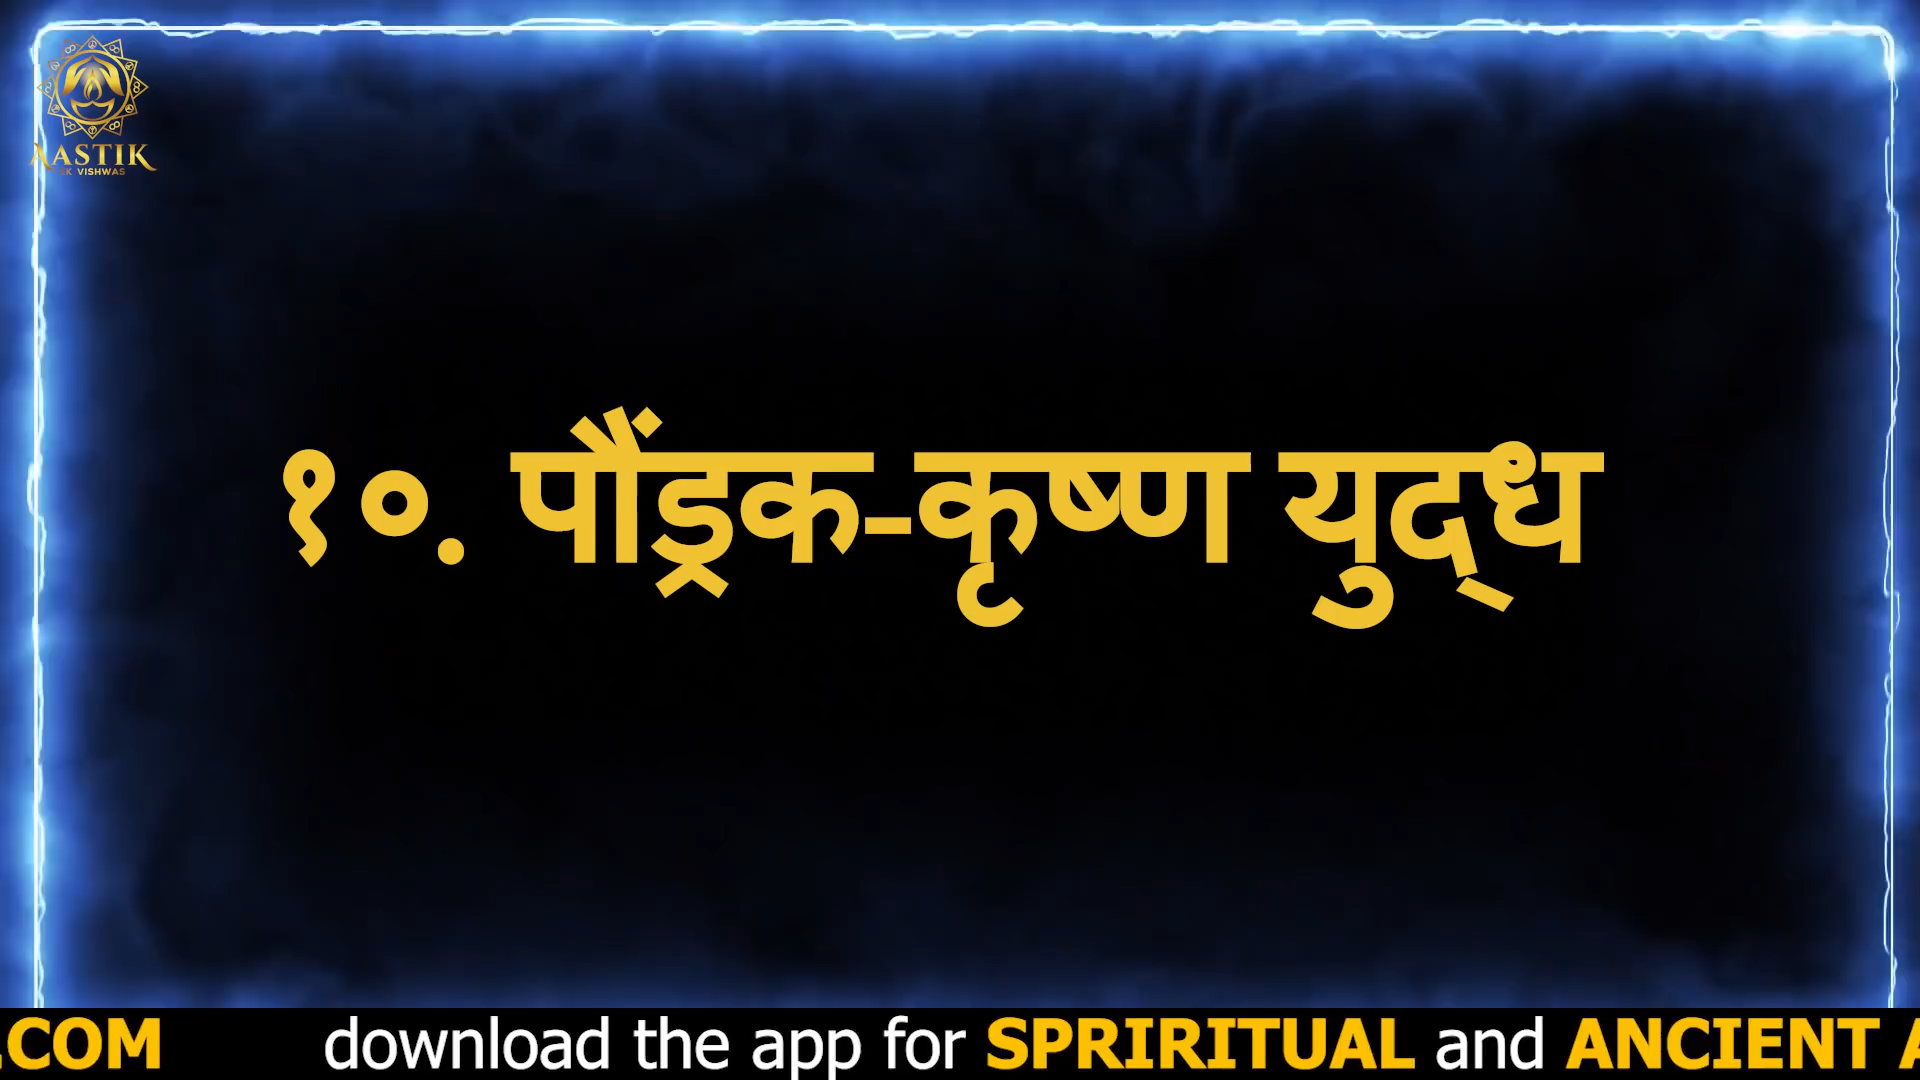 AASTIK
EK VISHWAS
१०. पौंड्रक-कृष्ण युद्ध
.COM download the app for SPRIRITUAL and ANCIENT A